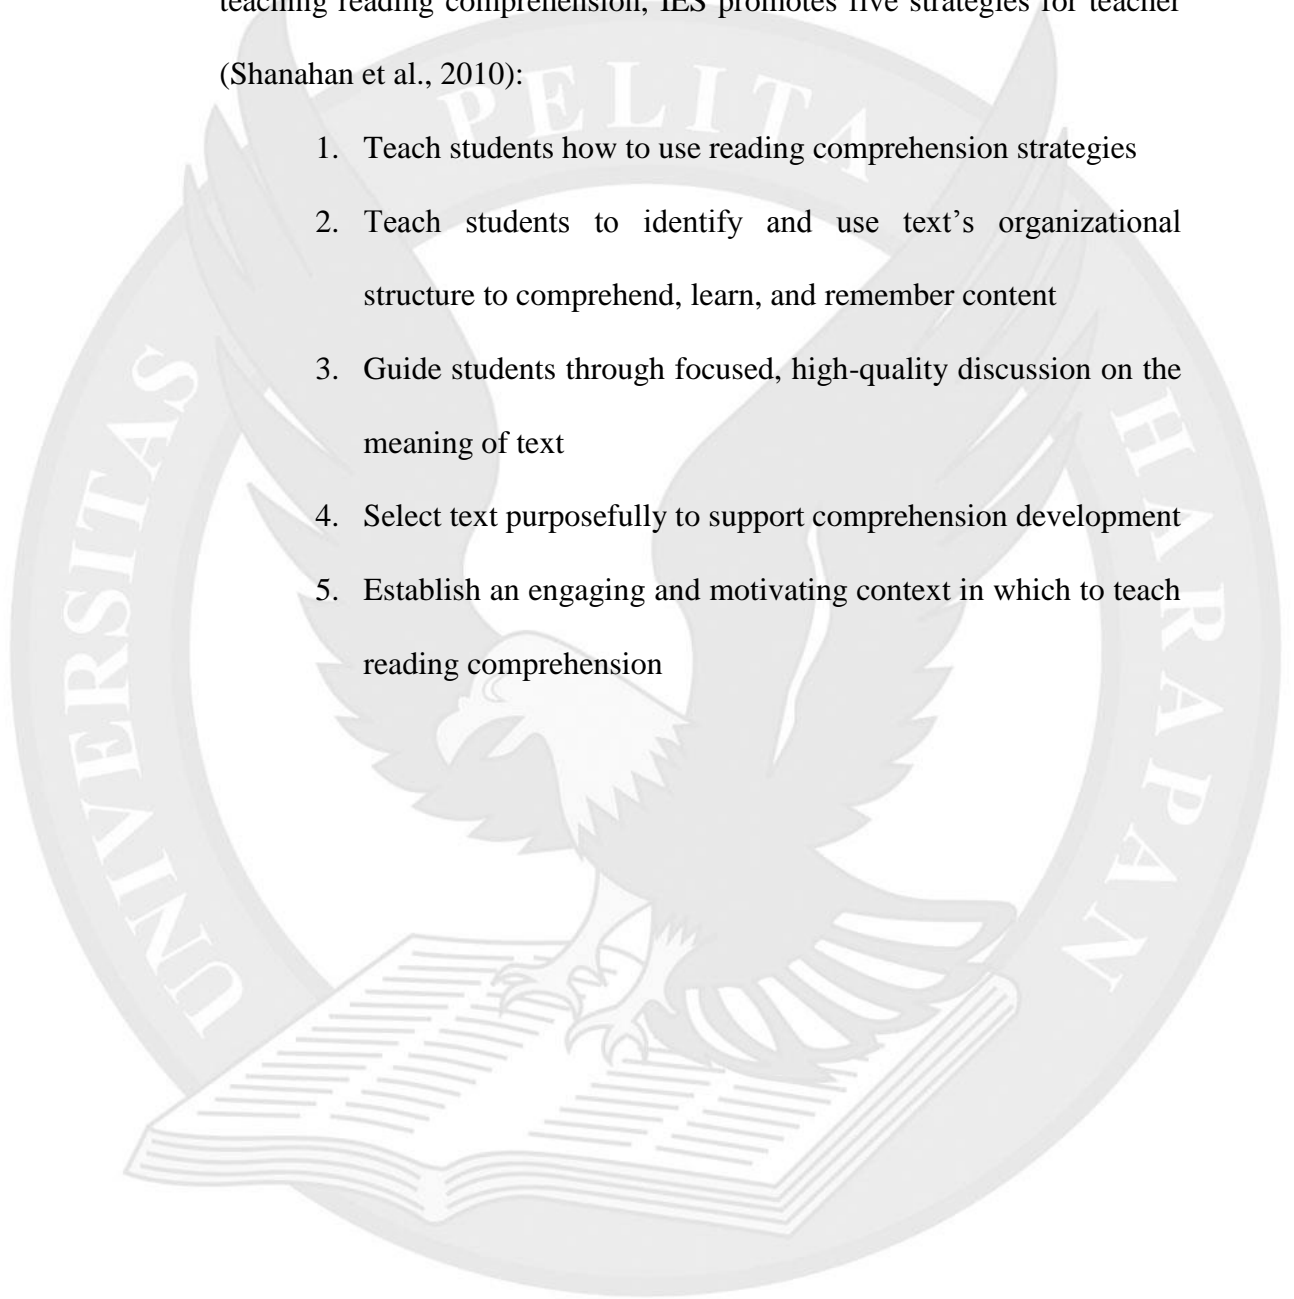 teaching reading comprehension, IES promotes five strategies for teacher
(Shanahan et al., 2010):
1. Teach students how to use reading comprehension strategies
2. Teach students to identify and use text’s organizational
structure to comprehend, learn, and remember content
3. Guide students through focused, high-quality discussion on the
meaning of text
4. Select text purposefully to support comprehension development
5. Establish an engaging and motivating context in which to teach
reading comprehension
UNIVERSITAS PELITA HARAPAN